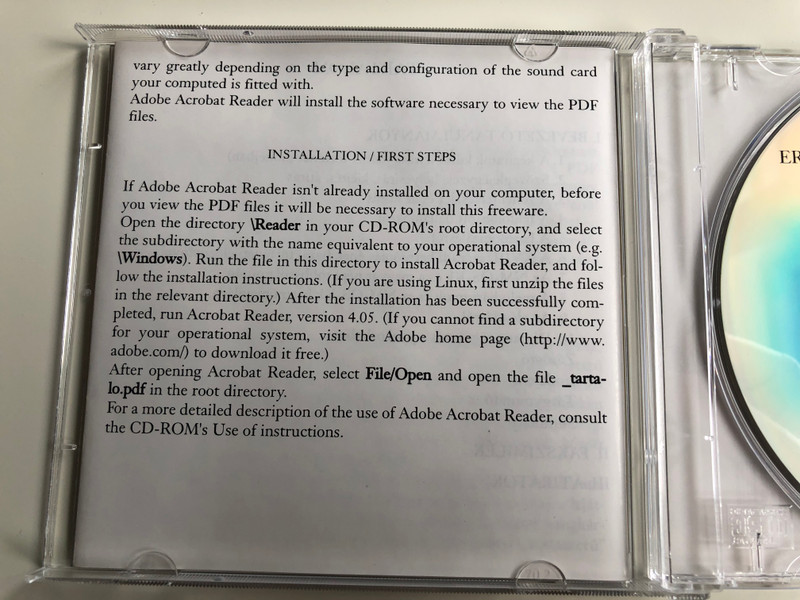 vary greatly depending on the type and configuration of the sound card
your computed is fitted with.
Adobe Acrobat Reader will install the software necessary to view the PDF
files.
INSTALLATION / FIRST STEPS
If Adobe Acrobat Reader isn't already installed on your computer, before
you view the PDF files it will be necessary to install this freeware.
Open the directory \Reader in your CD-ROM's root directory, and select
the subdirectory with the name equivalent to your operational system (e.g.
\Windows). Run the file in this directory to install Acrobat Reader, and fol-
low the installation instructions. (If you are using Linux, first unzip the files
in the relevant directory.) After the installation has been successfully com-
pleted, run Acrobat Reader, version 4.05. (If you cannot find a subdirectory
for your operational system, visit the Adobe home page (http://www.
adobe.com/) to download it free.)
After opening Acrobat Reader, select File/Open and open the file _tarta-
lo.pdf in the root directory.
For a more detailed description of the use of Adobe Acrobat Reader, consult
the CD-ROM's Use of instructions.